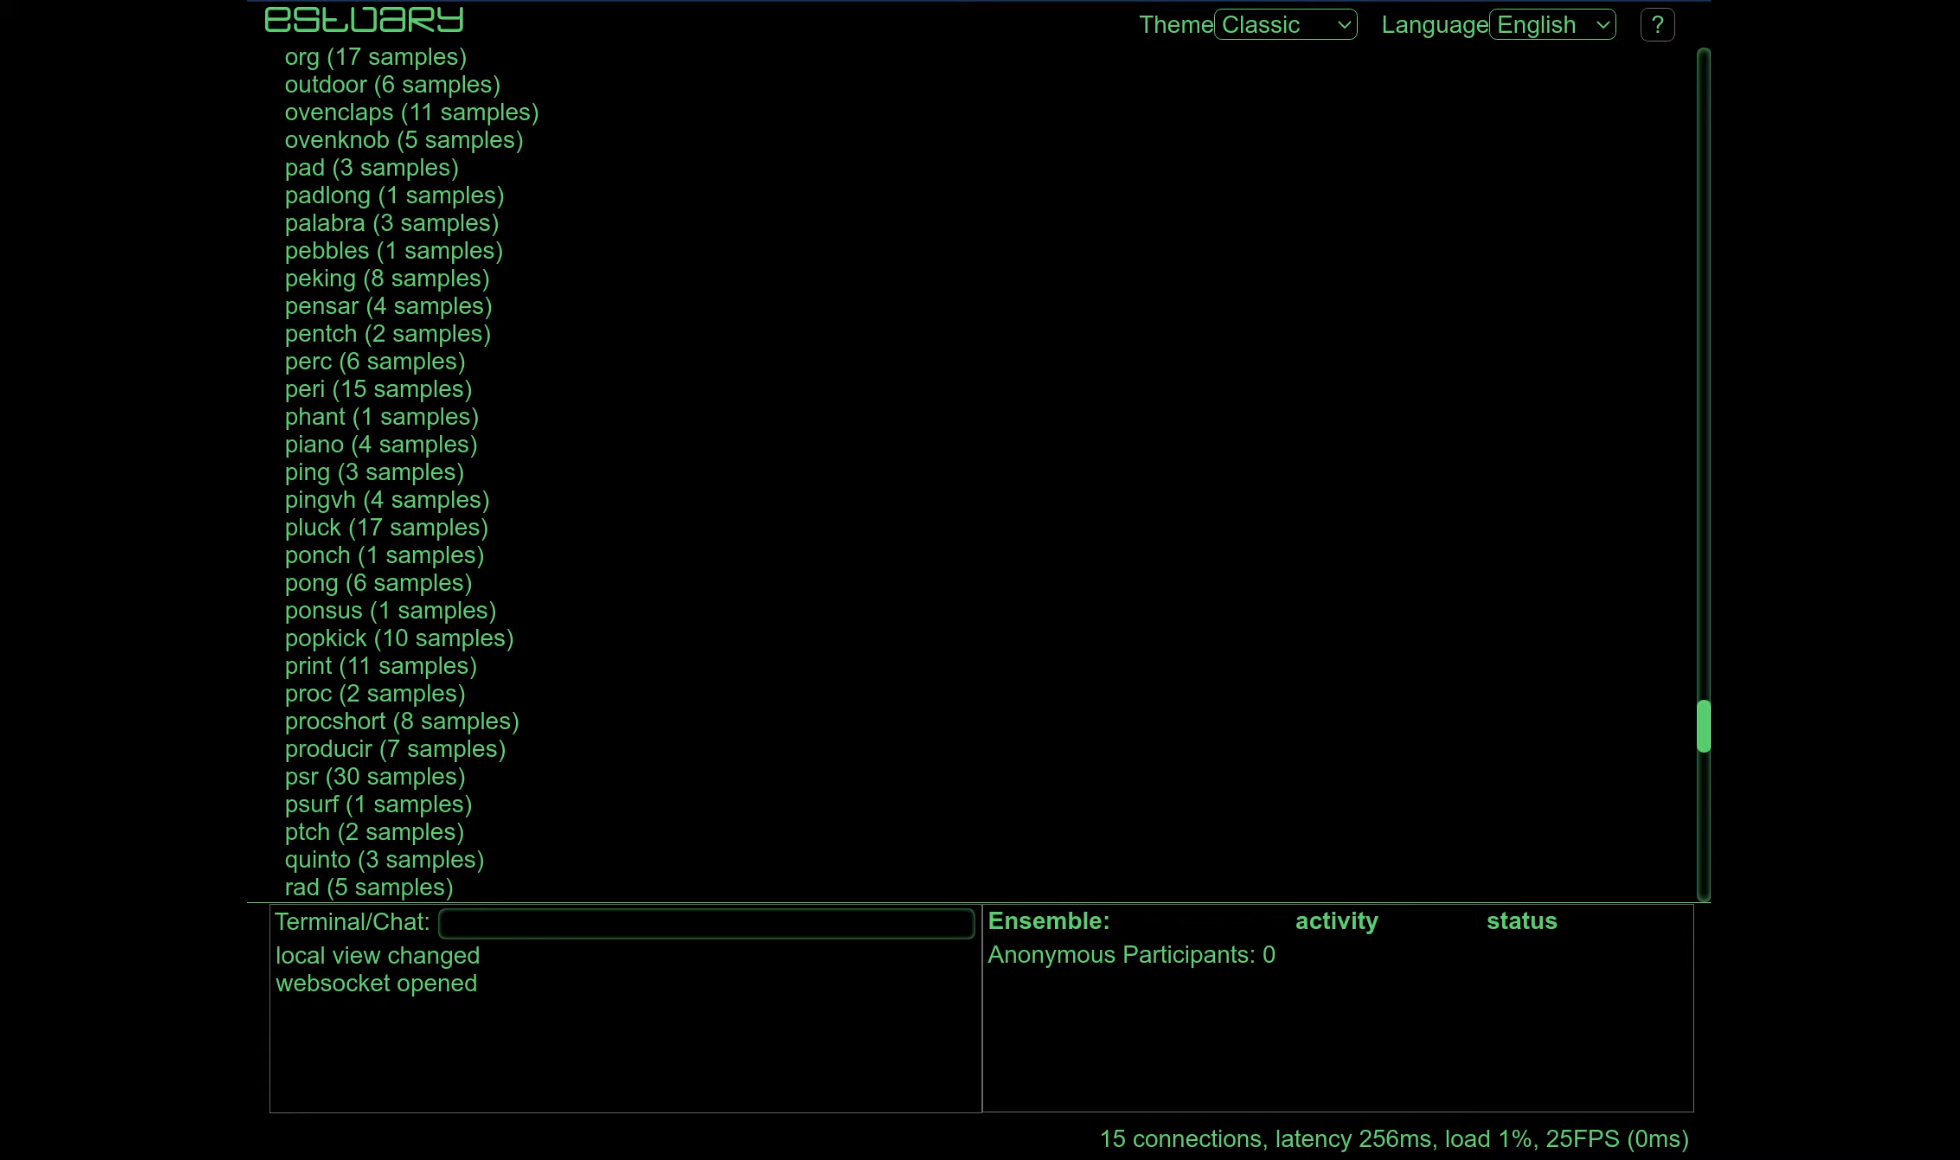 estuary
Theme Classic Language English ?
org (17 samples)
outdoor (6 samples)
ovenclaps (11 samples)
ovenknob (5 samples)
pad (3 samples)
padlong (1 samples)
palabra (3 samples)
pebbles (1 samples)
peking (8 samples)
pensar (4 samples)
pentch (2 samples)
perc (6 samples)
peri (15 samples)
phant (1 samples)
piano (4 samples)
ping (3 samples)
pingvh (4 samples)
pluck (17 samples)
ponch (1 samples)
pong (6 samples)
ponsus (1 samples)
popkick (10 samples)
print (11 samples)
proc (2 samples)
procshort (8 samples)
producir (7 samples)
psr (30 samples)
psurf (1 samples)
ptch (2 samples)
quinto (3 samples)
rad (5 samples)
Terminal/Chat:
local view changed
websocket opened
Ensemble: activity status
Anonymous Participants: 0
15 connections, latency 256ms, load 1%, 25FPS (0ms)